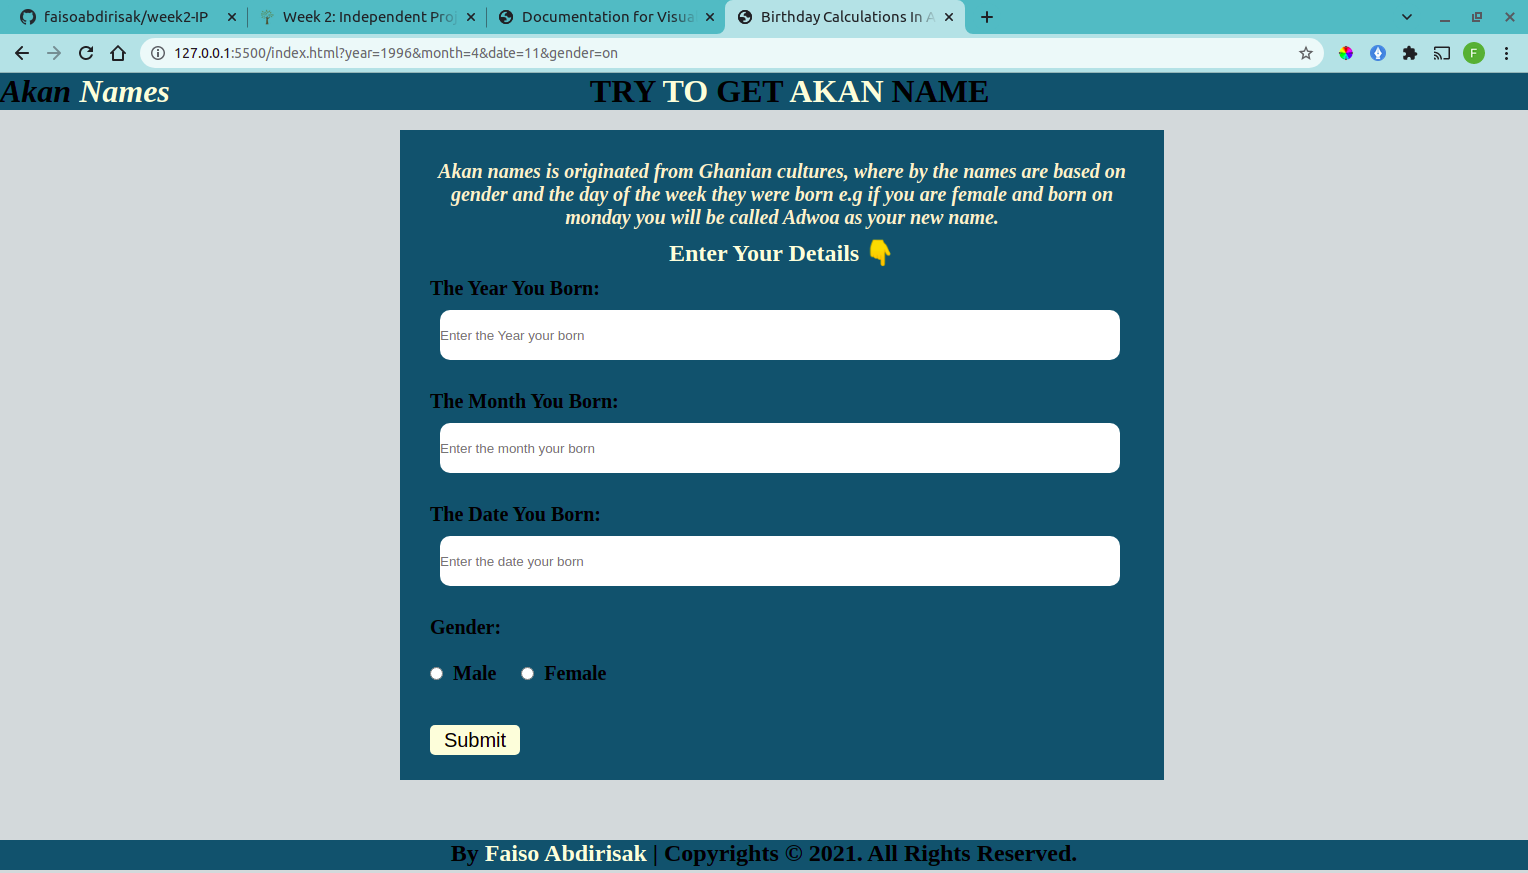 faisoabdirisak/week2-IP
Week 2: Independent Proj
Documentation for Visua
Birthday Calculations In A
127.0.0.1:5500/index.html?year=1996&month=4&date=11&gender=on
F
Akan Names
TRY TO GET AKAN NAME
Akan names is originated from Ghanian cultures, where by the names are based on
gender and the day of the week they were born e.g if you are female and born on
monday you will be called Adwoa as your new name.
Enter Your Details 👇
The Year You Born:
Enter the Year your born
The Month You Born:
Enter the month your born
The Date You Born:
Enter the date your born
Gender:
Male Female
Submit
By Faiso Abdirisak | Copyrights © 2021. All Rights Reserved.